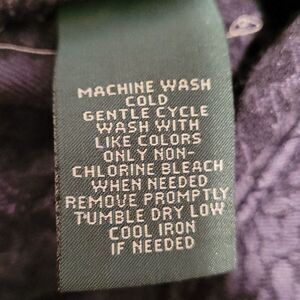 MACHINE WASH
COLD
GENTLE CYCLE
WASH WITH
LIKE COLORS
ONLY NON-
CHLORINE BLEACH
WHEN NEEDED
REMOVE PROMPTLY
TUMBLE DRY LOW
COOL IRON
IF NEEDED